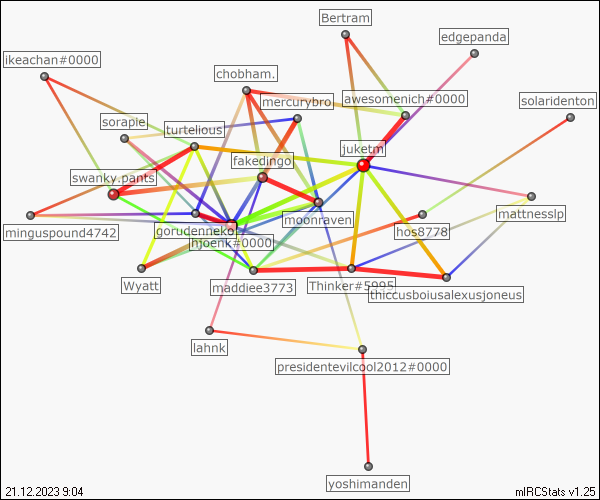 Bertram
edgepanda
ikeachan#0000
chobham.
mercurybro
awesomenich#0000
solaridenton
sorapie
turtelious
juketm
fakedingo
swanky.pants
mattnesslp
minguspound4742
gorudenneko
moonraven
hos8778
hjoenk#0000
Wyatt
maddiee3773
Thinker#5995
thiccusboiusalexusjoneus
lahnk
presidentevilcool2012#0000
yoshimanden
21.12.2023 9:04
mIRCStats v1.25